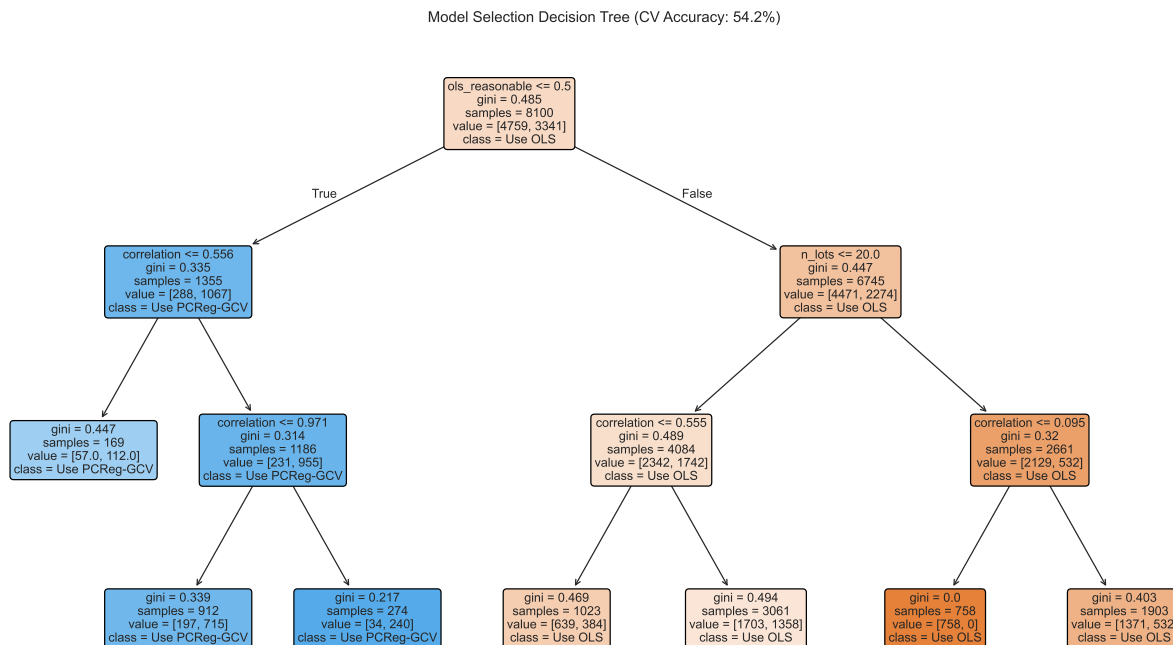 Model Selection Decision Tree (CV Accuracy: 54.2%)
ols_reasonable <= 0.5
gini = 0.485
samples = 8100
value = [4759, 3341]
class = Use OLS
True
False
correlation <= 0.556
gini = 0.335
samples = 1355
value = [288, 1067]
class = Use PCReg-GCV
n_lots <= 20.0
gini = 0.447
samples = 6745
value = [4471, 2274]
class = Use OLS
gini = 0.447
samples = 169
value = [57.0, 112.0]
class = Use PCReg-GCV
correlation <= 0.971
gini = 0.314
samples = 1186
value = [231, 955]
class = Use PCReg-GCV
correlation <= 0.555
gini = 0.489
samples = 4084
value = [2342, 1742]
class = Use OLS
correlation <= 0.095
gini = 0.32
samples = 2661
value = [2129, 532]
class = Use OLS
gini = 0.339
samples = 912
value = [197, 715]
class = Use PCReg-GCV
gini = 0.217
samples = 274
value = [34, 240]
class = Use PCReg-GCV
gini = 0.469
samples = 1023
value = [639, 384]
class = Use OLS
gini = 0.494
samples = 3061
value = [1703, 1358]
class = Use OLS
gini = 0.0
samples = 758
value = [758, 0]
class = Use OLS
gini = 0.403
samples = 1903
value = [1371, 532]
class = Use OLS